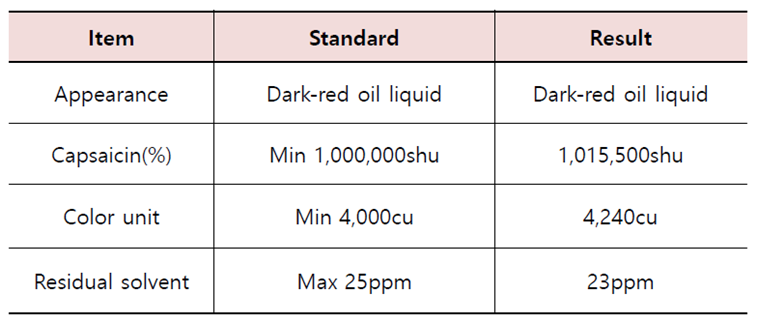 Item Standard Result
Appearance Dark-red oil liquid Dark-red oil liquid
Capsaicin(%) Min 1,000,000shu 1,015,500shu
Color unit Min 4,000cu 4,240cu
Residual solvent Max 25ppm 23ppm